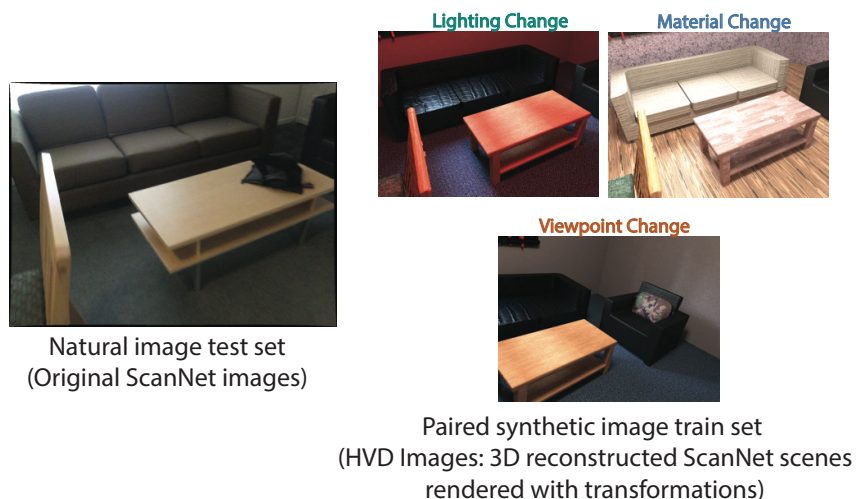 Lighting Change
Material Change
Viewpoint Change
Natural image test set
(Original ScanNet images)
Paired synthetic image train set
(HVD Images: 3D reconstructed ScanNet scenes
rendered with transformations)